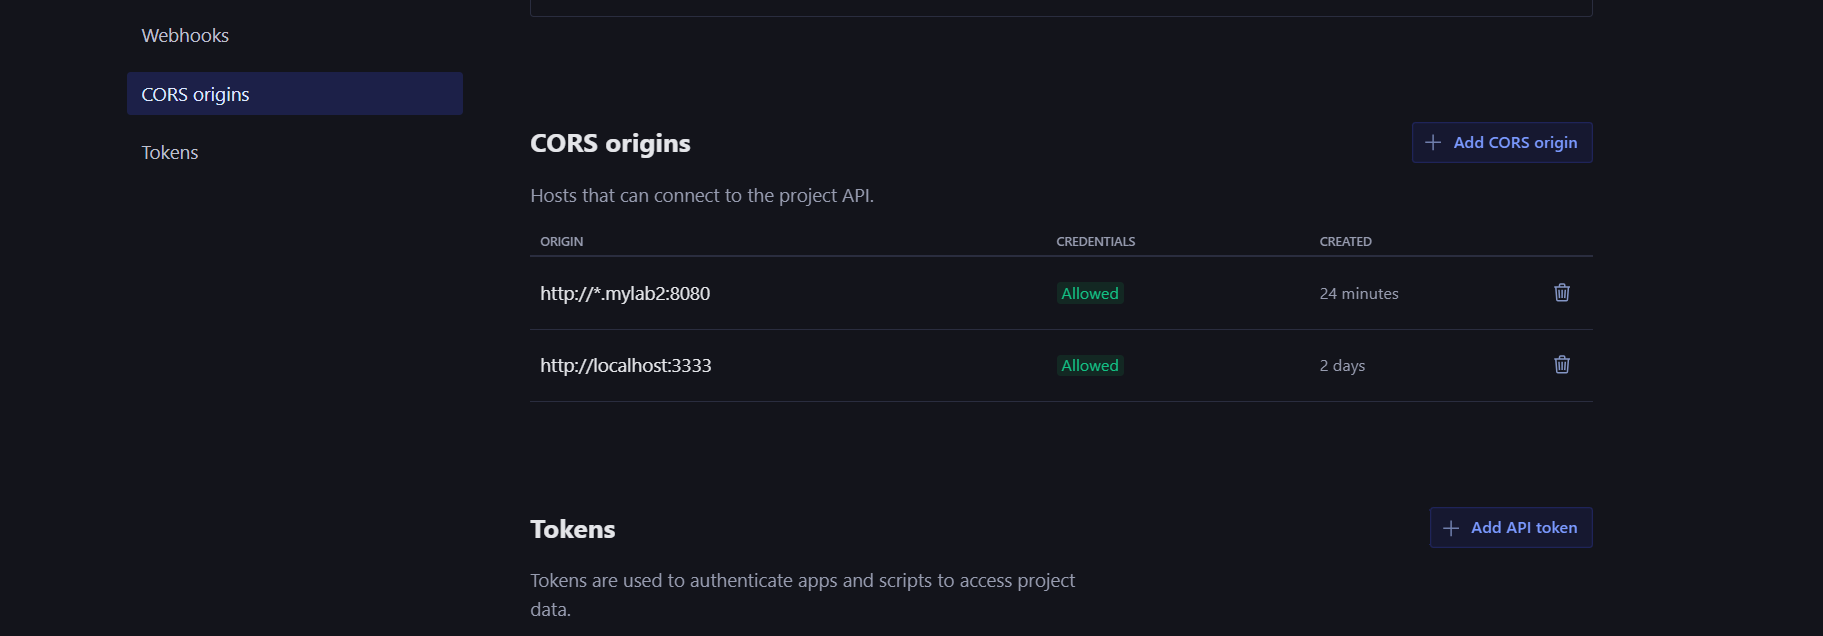 Webhooks
CORS origins
Tokens
CORS origins
Add CORS origin
Hosts that can connect to the project API.
ORIGIN CREDENTIALS CREATED
http://*.mylab2:8080 Allowed 24 minutes
http://localhost:3333 Allowed 2 days
Tokens
Add API token
Tokens are used to authenticate apps and scripts to access project
data.